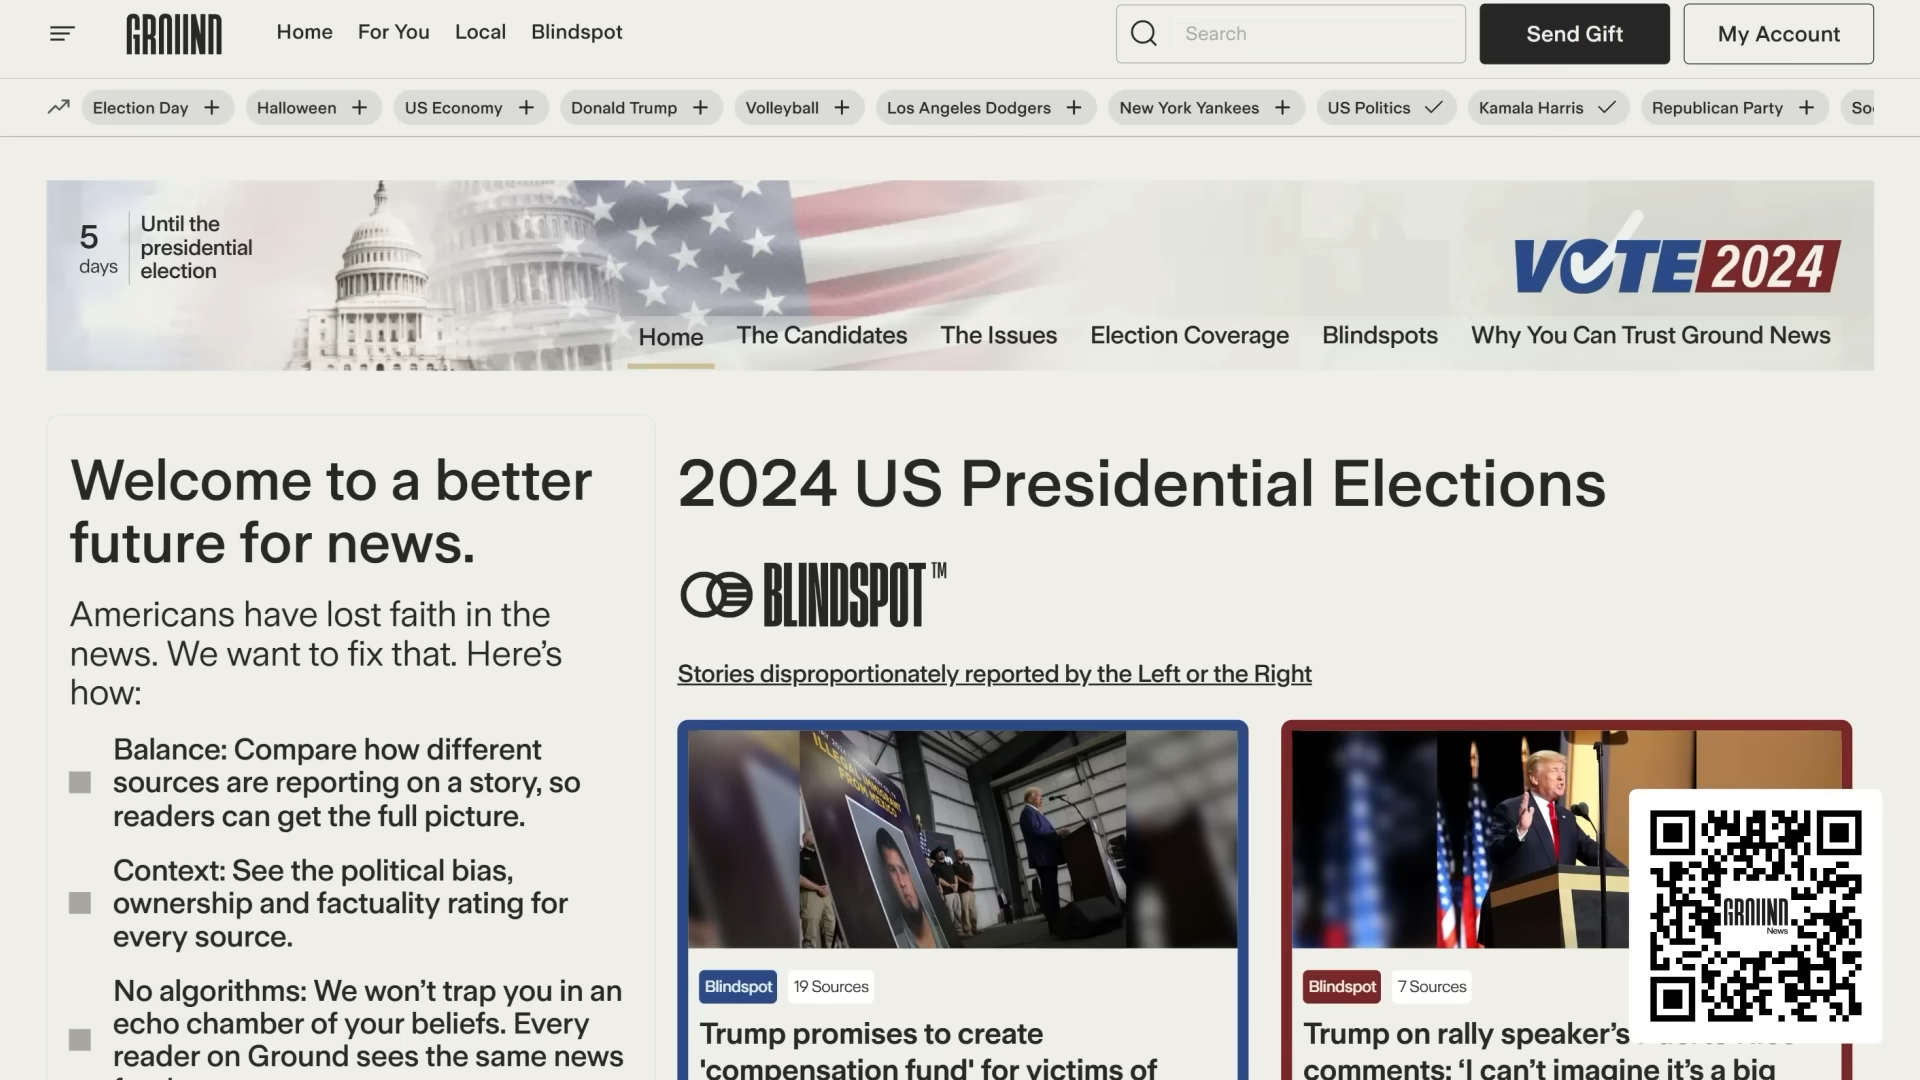 GROUND
Home
For You
Local
Blindspot
Search
Send Gift
My Account
Election Day
Halloween
US Economy
Donald Trump
Volleyball
Los Angeles Dodgers
New York Yankees
US Politics
Kamala Harris
Republican Party
5
days
Until the
presidential
election
VOTE 2024
Home
The Candidates
The Issues
Election Coverage
Blindspots
Why You Can Trust Ground News
Welcome to a better
future for news.
Americans have lost faith in the
news. We want to fix that. Here’s
how:
Balance: Compare how different
sources are reporting on a story, so
readers can get the full picture.
Context: See the political bias,
ownership and factuality rating for
every source.
No algorithms: We won’t trap you in an
echo chamber of your beliefs. Every
reader on Ground sees the same news
2024 US Presidential Elections
BLINDSPOT™
Stories disproportionately reported by the Left or the Right
ILLEGAL IMMIGRANT
FROM MEXICO
Blindspot
19 Sources
Trump promises to create
'compensation fund' for victims of
Blindspot
7 Sources
Trump on rally speaker’s
comments: ‘I can’t imagine it’s a big
GROUND
News